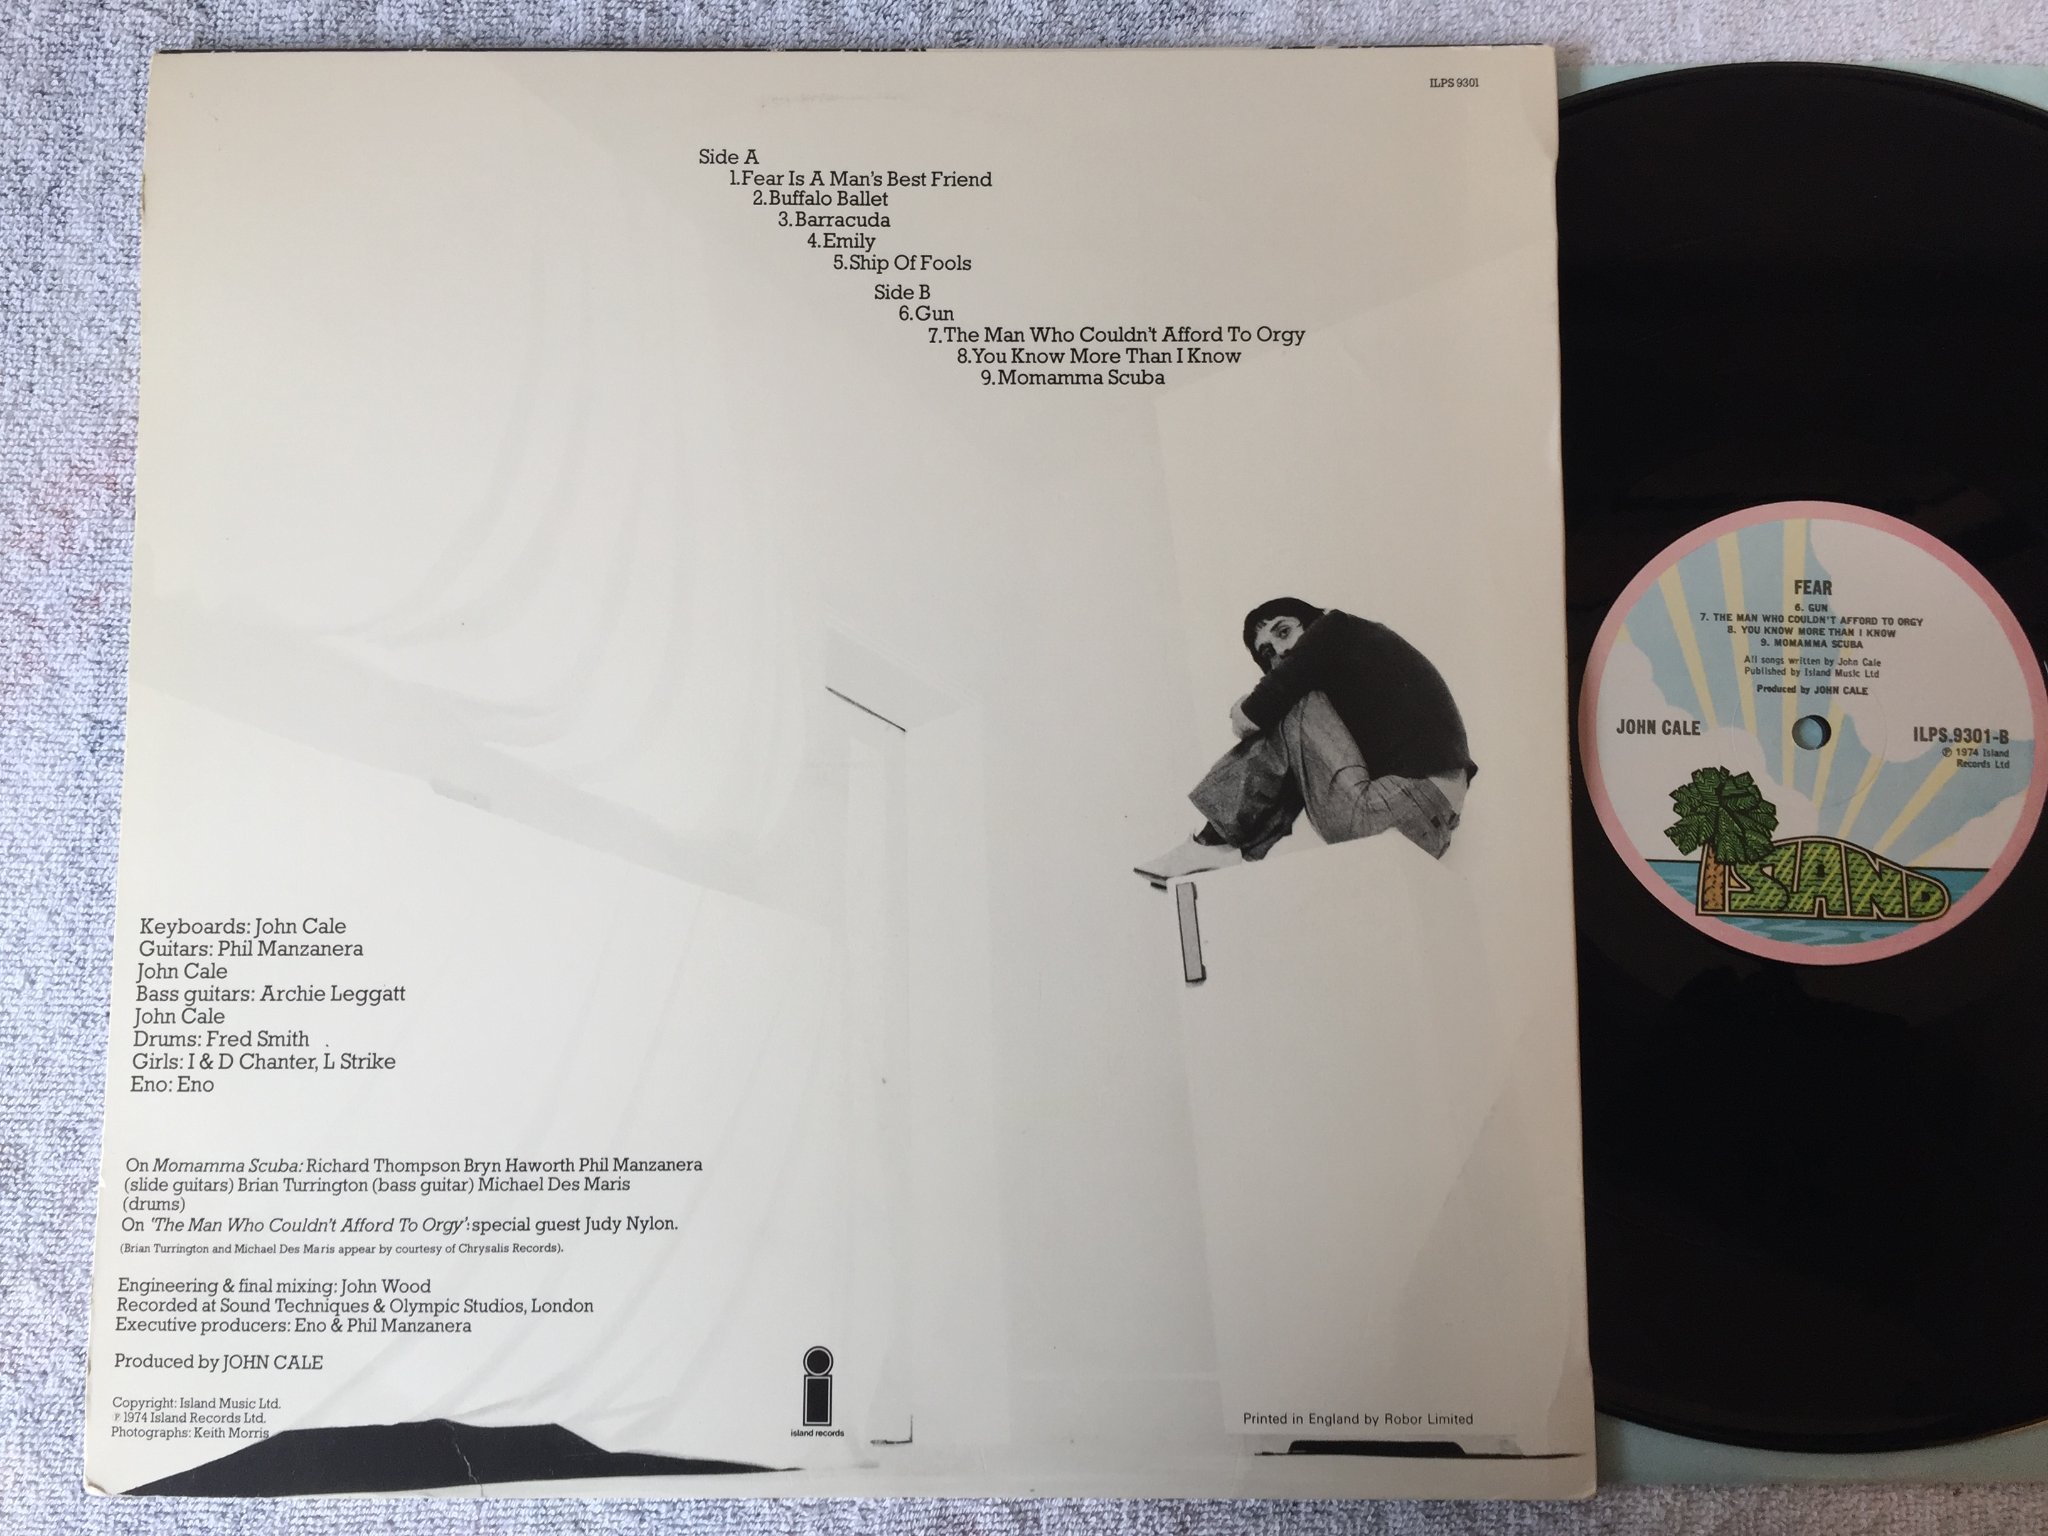 ILPS 9301
Side A
1.Fear Is A Man's Best Friend
2.Buffalo Ballet
3.Barracuda
4.Emily
5.Ship Of Fools
Side B
6.Gun
7.The Man Who Couldn't Afford To Orgy
8.You Know More Than I Know
9.Momamma Scuba
Keyboards: John Cale
Guitars: Phil Manzanera
John Cale
Bass guitars: Archie Leggatt
John Cale
Drums: Fred Smith .
Girls: I & D Chanter, L Strike
Eno: Eno
On Momamma Scuba: Richard Thompson Bryn Haworth Phil Manzanera
(slide guitars) Brian Turrington (bass guitar) Michael Des Maris
(drums)
On 'The Man Who Couldn't Afford To Orgy': special guest Judy Nylon.
(Brian Turrington and Michael Des Maris appear by courtesy of Chrysalis Records).
Engineering & final mixing: John Wood
Recorded at Sound Techniques & Olympic Studios, London
Executive producers: Eno & Phil Manzanera
Produced by JOHN CALE
Copyright: Island Music Ltd.
℗ 1974 Island Records Ltd.
Photographs: Keith Morris
island records
Printed in England by Robor Limited
FEAR
6. GUN
7. THE MAN WHO COULDN'T AFFORD TO ORGY
8. YOU KNOW MORE THAN I KNOW
9. MOMAMMA SCUBA
All songs written by John Cale
Published by Island Music Ltd
Produced by JOHN CALE
JOHN CALE
ILPS.9301-B
℗ 1974 Island
Records Ltd
ISLAND